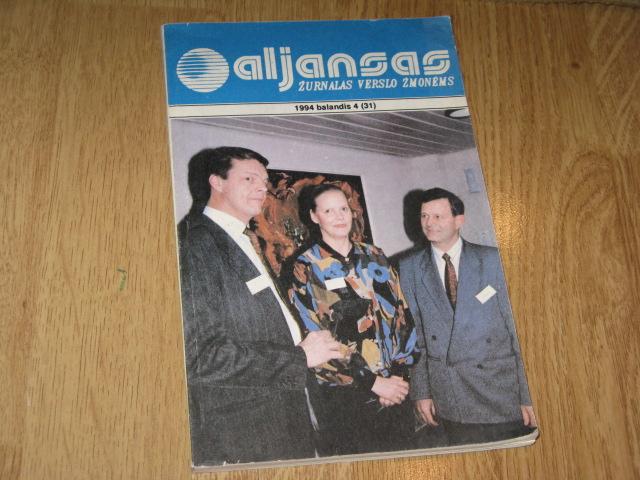 aljansas
ŽURNALAS VERSLO ŽMONĖMS
1994 balandis 4 (31)